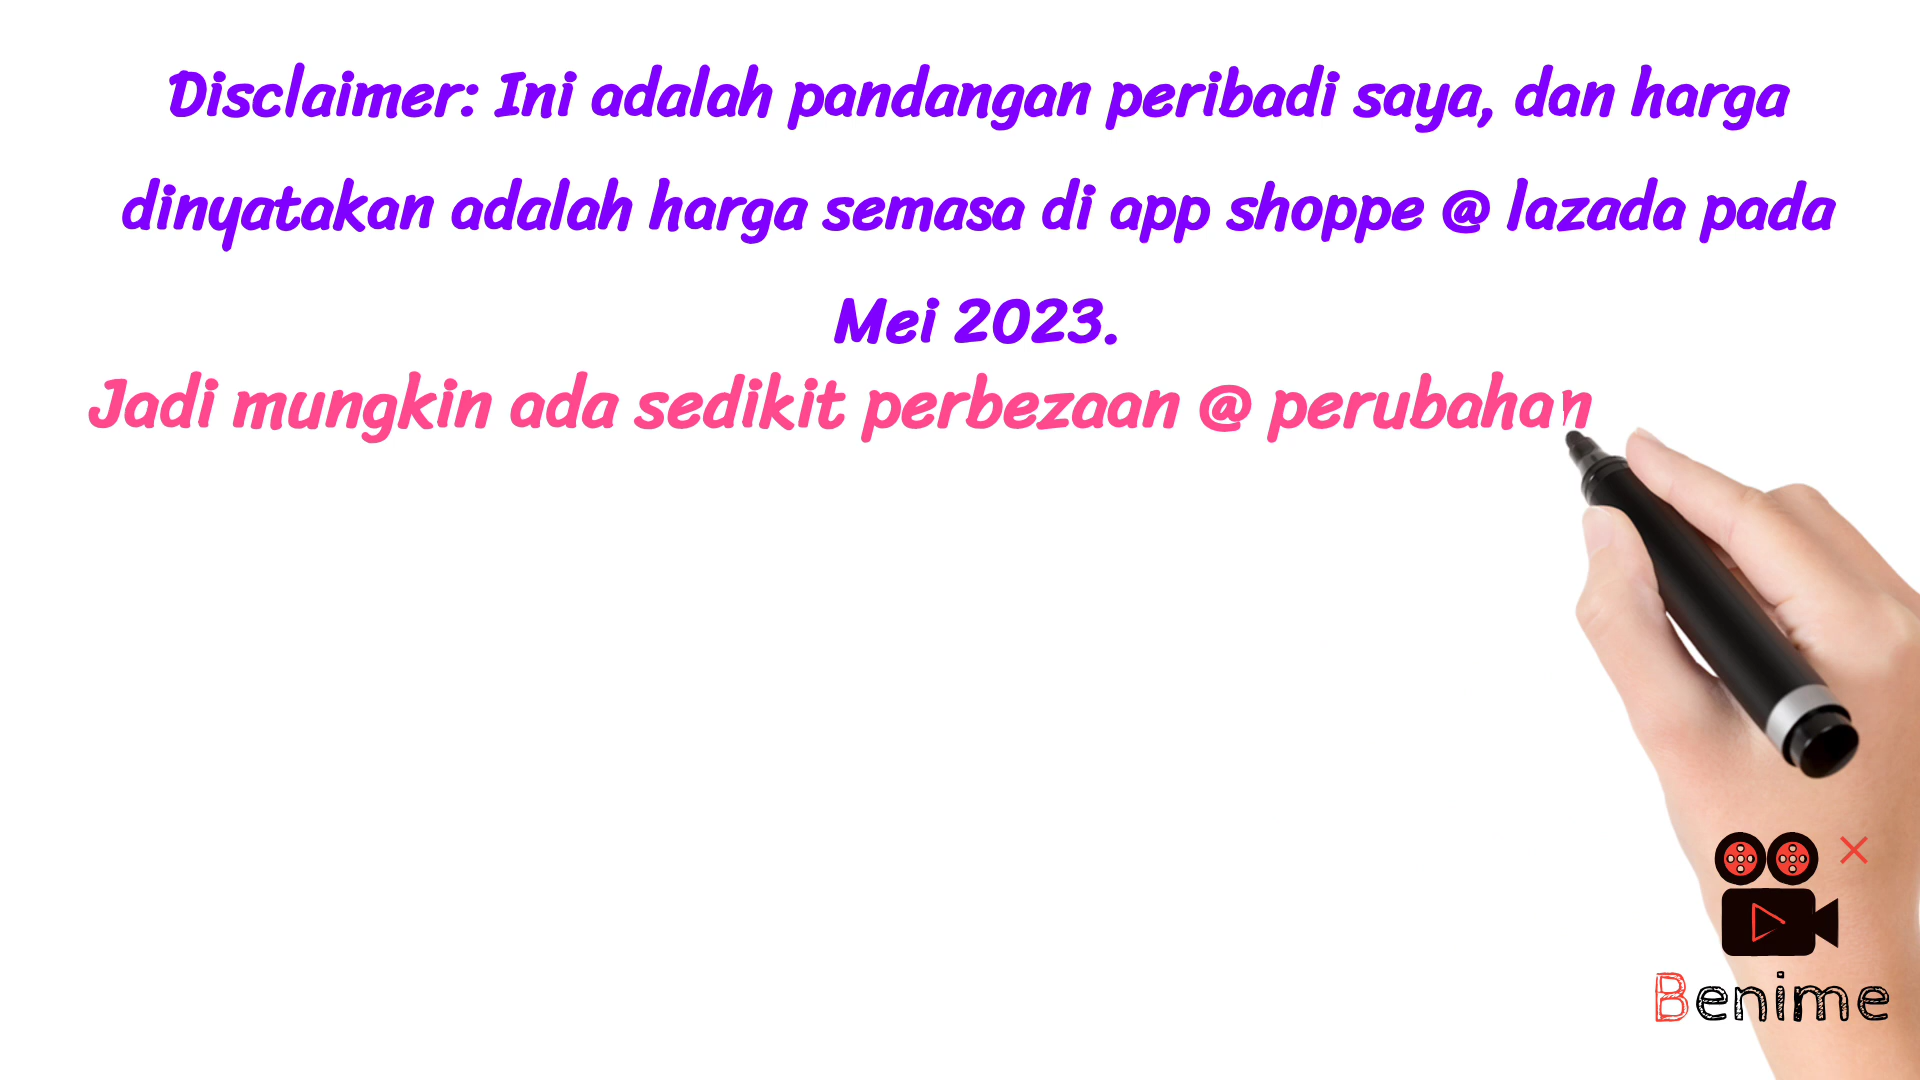 Disclaimer: Ini adalah pandangan peribadi saya, dan harga
dinyatakan adalah harga semasa di app shoppe @ lazada pada
Mei 2023.
Jadi mungkin ada sedikit perbezaan @ perubahan
Benime